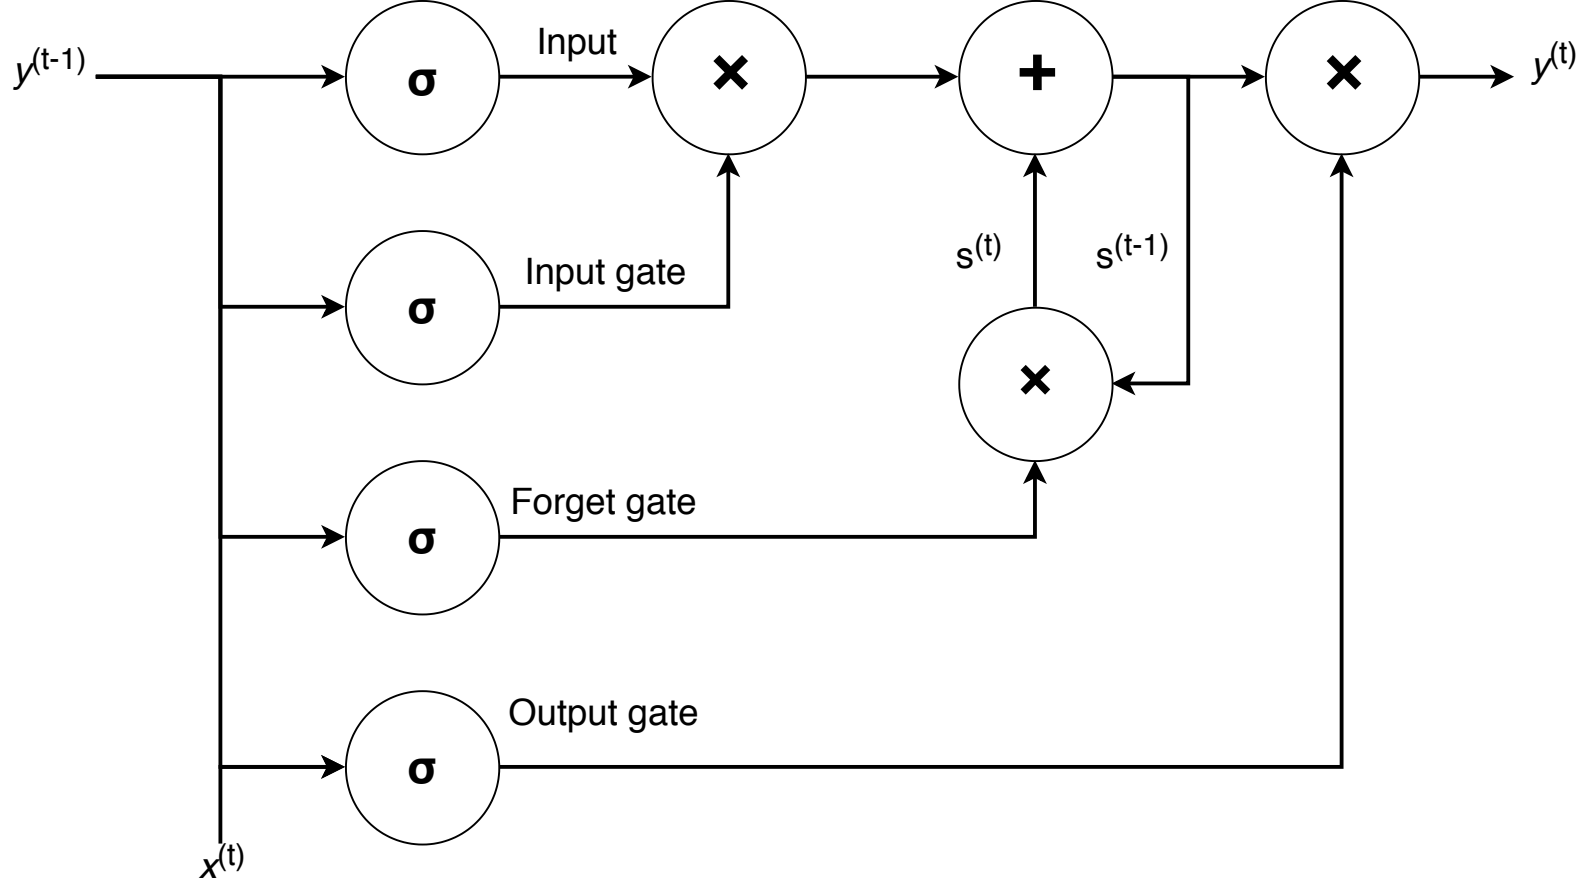 y(t-1)
σ
Input
×
+
×
y(t)
σ
Input gate
s(t)
s(t-1)
×
σ
Forget gate
σ
Output gate
x(t)